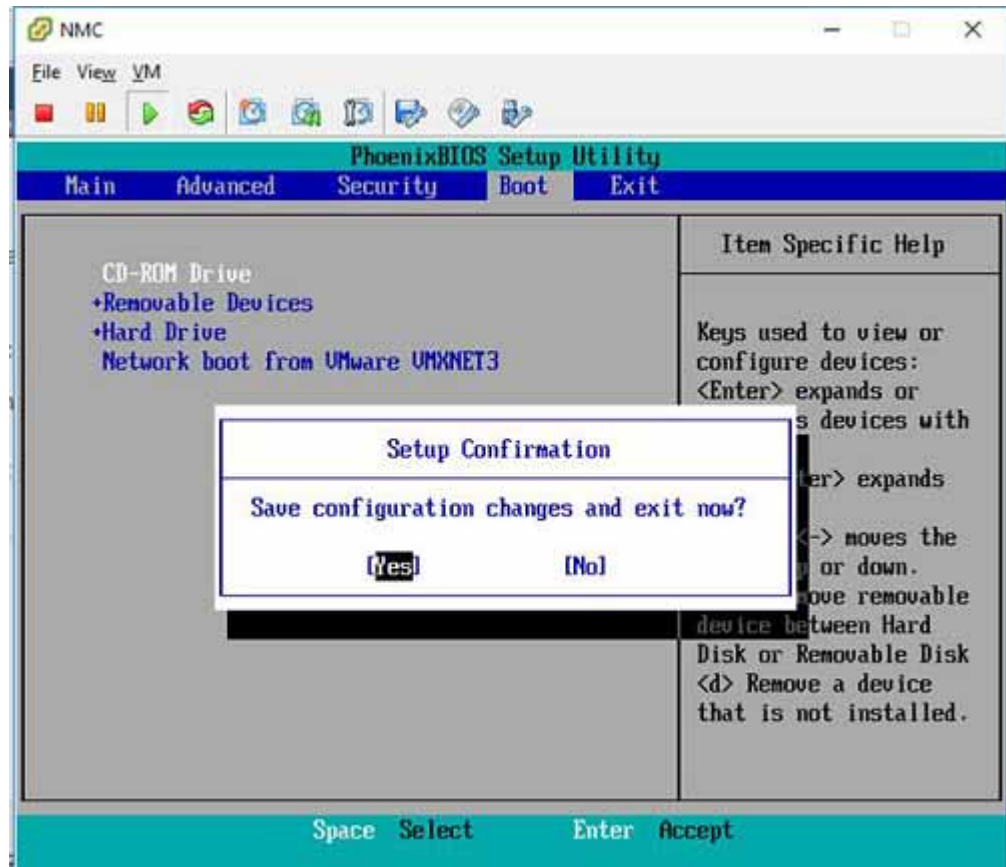 NMC
File View VM
PhoenixBIOS Setup Utility
Main Advanced Security Boot Exit
CD-ROM Drive
+Removable Devices
+Hard Drive
Network boot from VMware VMXNET3
Item Specific Help
Keys used to view or
configure devices:
<Enter> expands or
s devices with
er> expands
<-> moves the
or down.
ove removable
device between Hard
Disk or Removable Disk
<d> Remove a device
that is not installed.
Setup Confirmation
Save configuration changes and exit now?
[Yes] [No]
Space Select Enter Accept